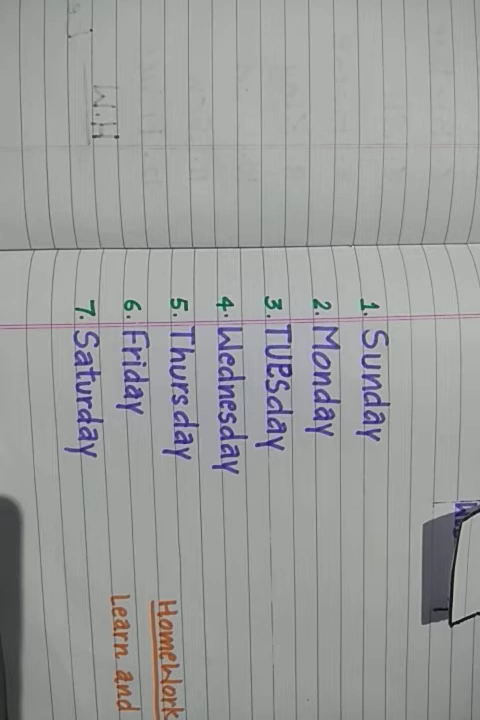 1. Sunday
2. Monday
3. TUESday
4. Wednesday
5. Thursday
6. Friday
7. Saturday
HomeWork
Learn and
H.W